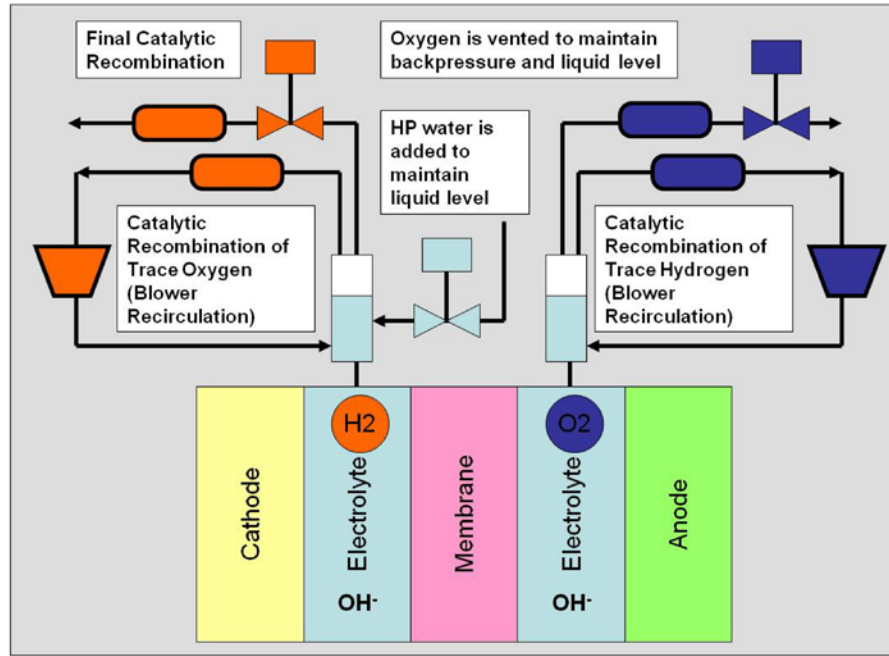 Final Catalytic
Recombination
Oxygen is vented to maintain
backpressure and liquid level
HP water is
added to
maintain
liquid level
Catalytic
Recombination of
Trace Oxygen
(Blower
Recirculation)
Catalytic
Recombination of
Trace Hydrogen
(Blower
Recirculation)
H2
O2
Cathode
Electrolyte
Membrane
Electrolyte
Anode
OH-
OH-